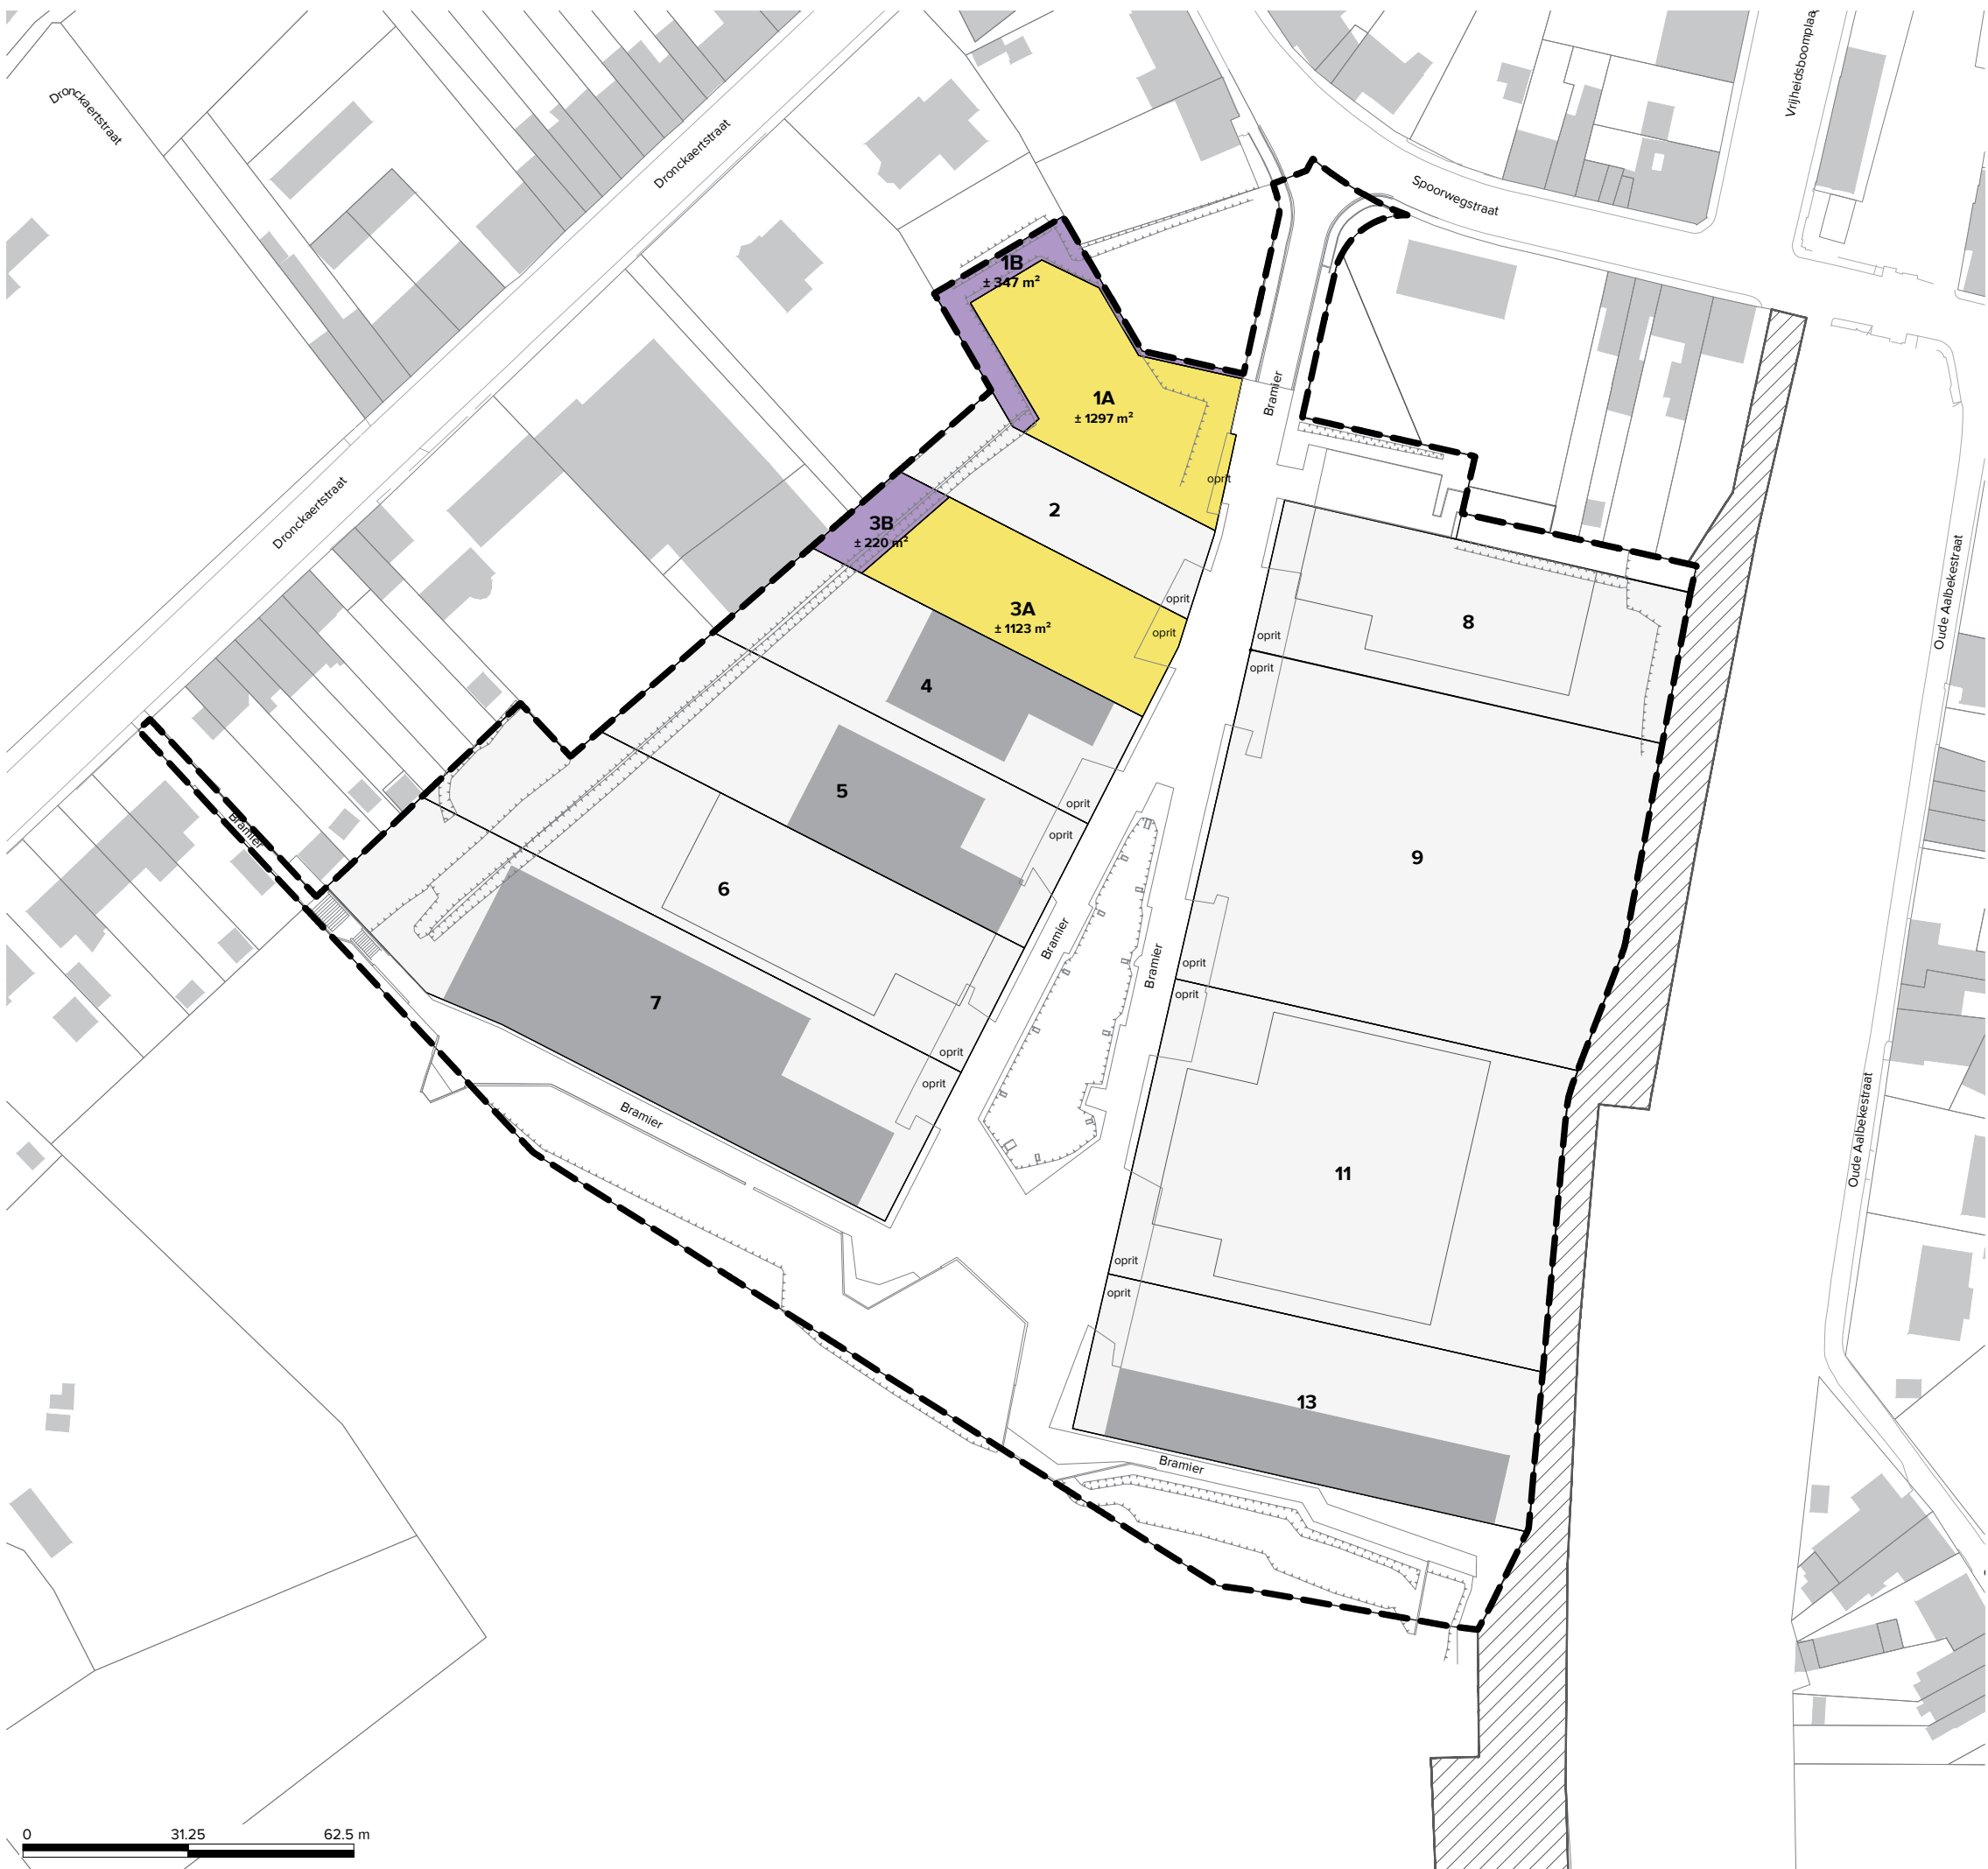 Dronckaertstraat
Dronckaertstraat
Dronckaertstraat
Spoorwegstraat
Vrijheidsboomplaa
Oude Aalbekestraat
Oude Aalbekestraat
1B
± 347 m²
1A
± 1297 m²
Bramier
oprit
2
3B
± 220 m²
3A
± 1123 m²
oprit
oprit
8
oprit
oprit
4
5
oprit
oprit
9
Bramier
6
Bramier
Bramier
oprit
oprit
7
oprit
oprit
Bramier
11
oprit
oprit
13
Bramier
0
31.25
62.5 m